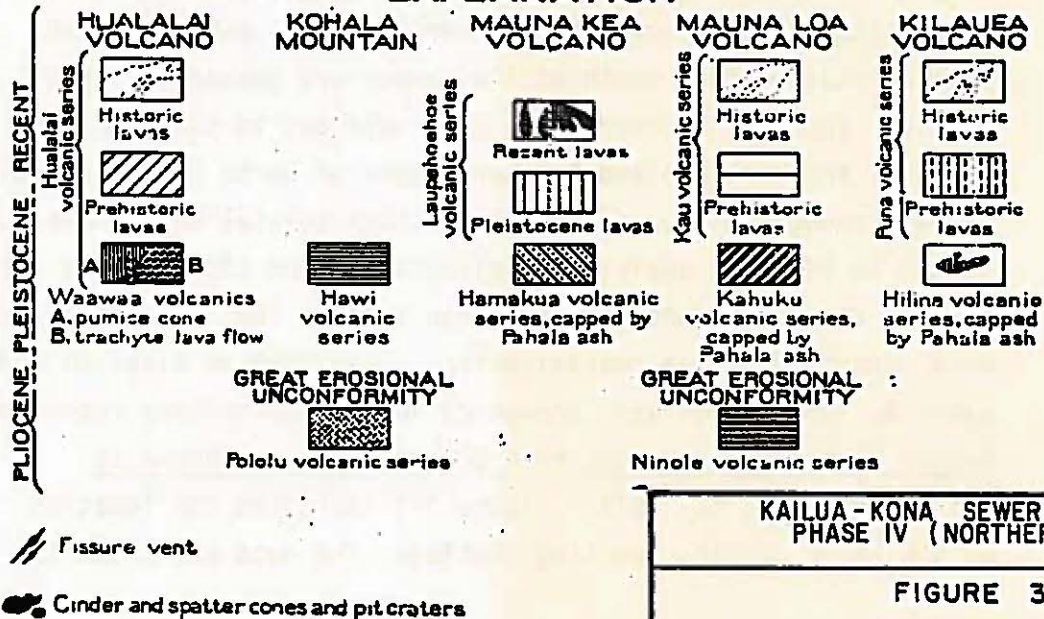 HUALALAI
VOLCANO
KOHALA
MOUNTAIN
MAUNA KEA
VOLCANO
MAUNA LOA
VOLCANO
KILAUEA
VOLCANO
RECENT
PLEISTOCENE
PLIOCENE
Hualalai
volcanic series
Historic
lavas
Prehistoric
lavas
A
B
Waawaa volcanics
A, pumice cone
B, trachyte lava flow
Hawi
volcanic
series
Laupahoehoe
volcanic series
Recent lavas
Pleistocene lavas
Hamakua volcanic
series, capped by
Pahala ash
Kau volcanic series
Historic
lavas
Prehistoric
lavas
Kahuku
volcanic series,
capped by
Pahala ash
Puna volcanic series
Historic
lavas
Prehistoric
lavas
Hilina volcanic
series, capped
by Pahala ash
GREAT EROSIONAL
UNCONFORMITY
Pololu volcanic series
GREAT EROSIONAL
UNCONFORMITY
Ninole volcanic series
Fissure vent
Cinder and spatter cones and pit craters
KAILUA-KONA SEWER
PHASE IV (NORTHER
FIGURE 3